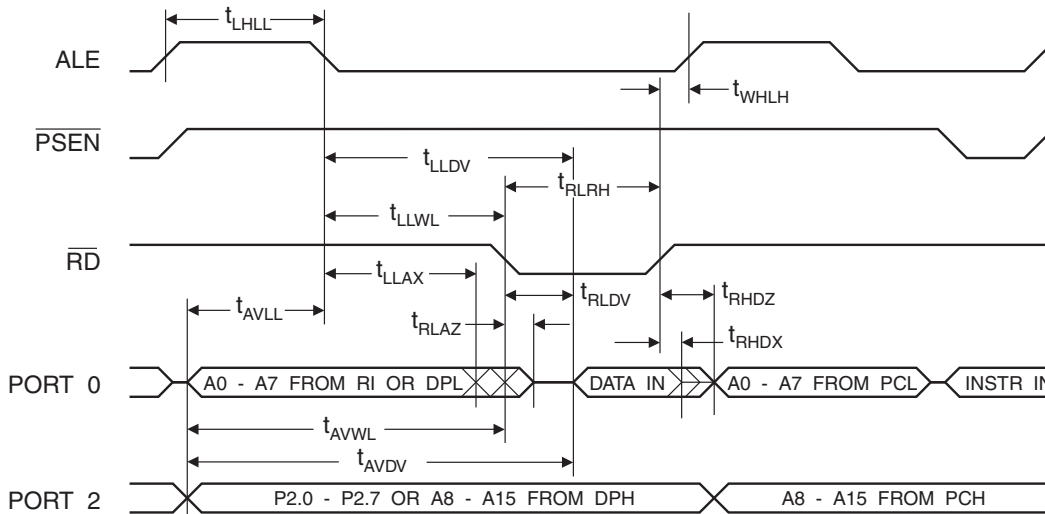 tLHLL
ALE
tWHLH
PSEN
tLLDV
tRLRH
tLLWL
RD
tLLAX
tRLDV
tRHDZ
tAVLL
tRLAZ
tRHDX
PORT 0
A0 - A7 FROM RI OR DPL
DATA IN
A0 - A7 FROM PCL
INSTR IN
tAVWL
tAVDV
PORT 2
P2.0 - P2.7 OR A8 - A15 FROM DPH
A8 - A15 FROM PCH